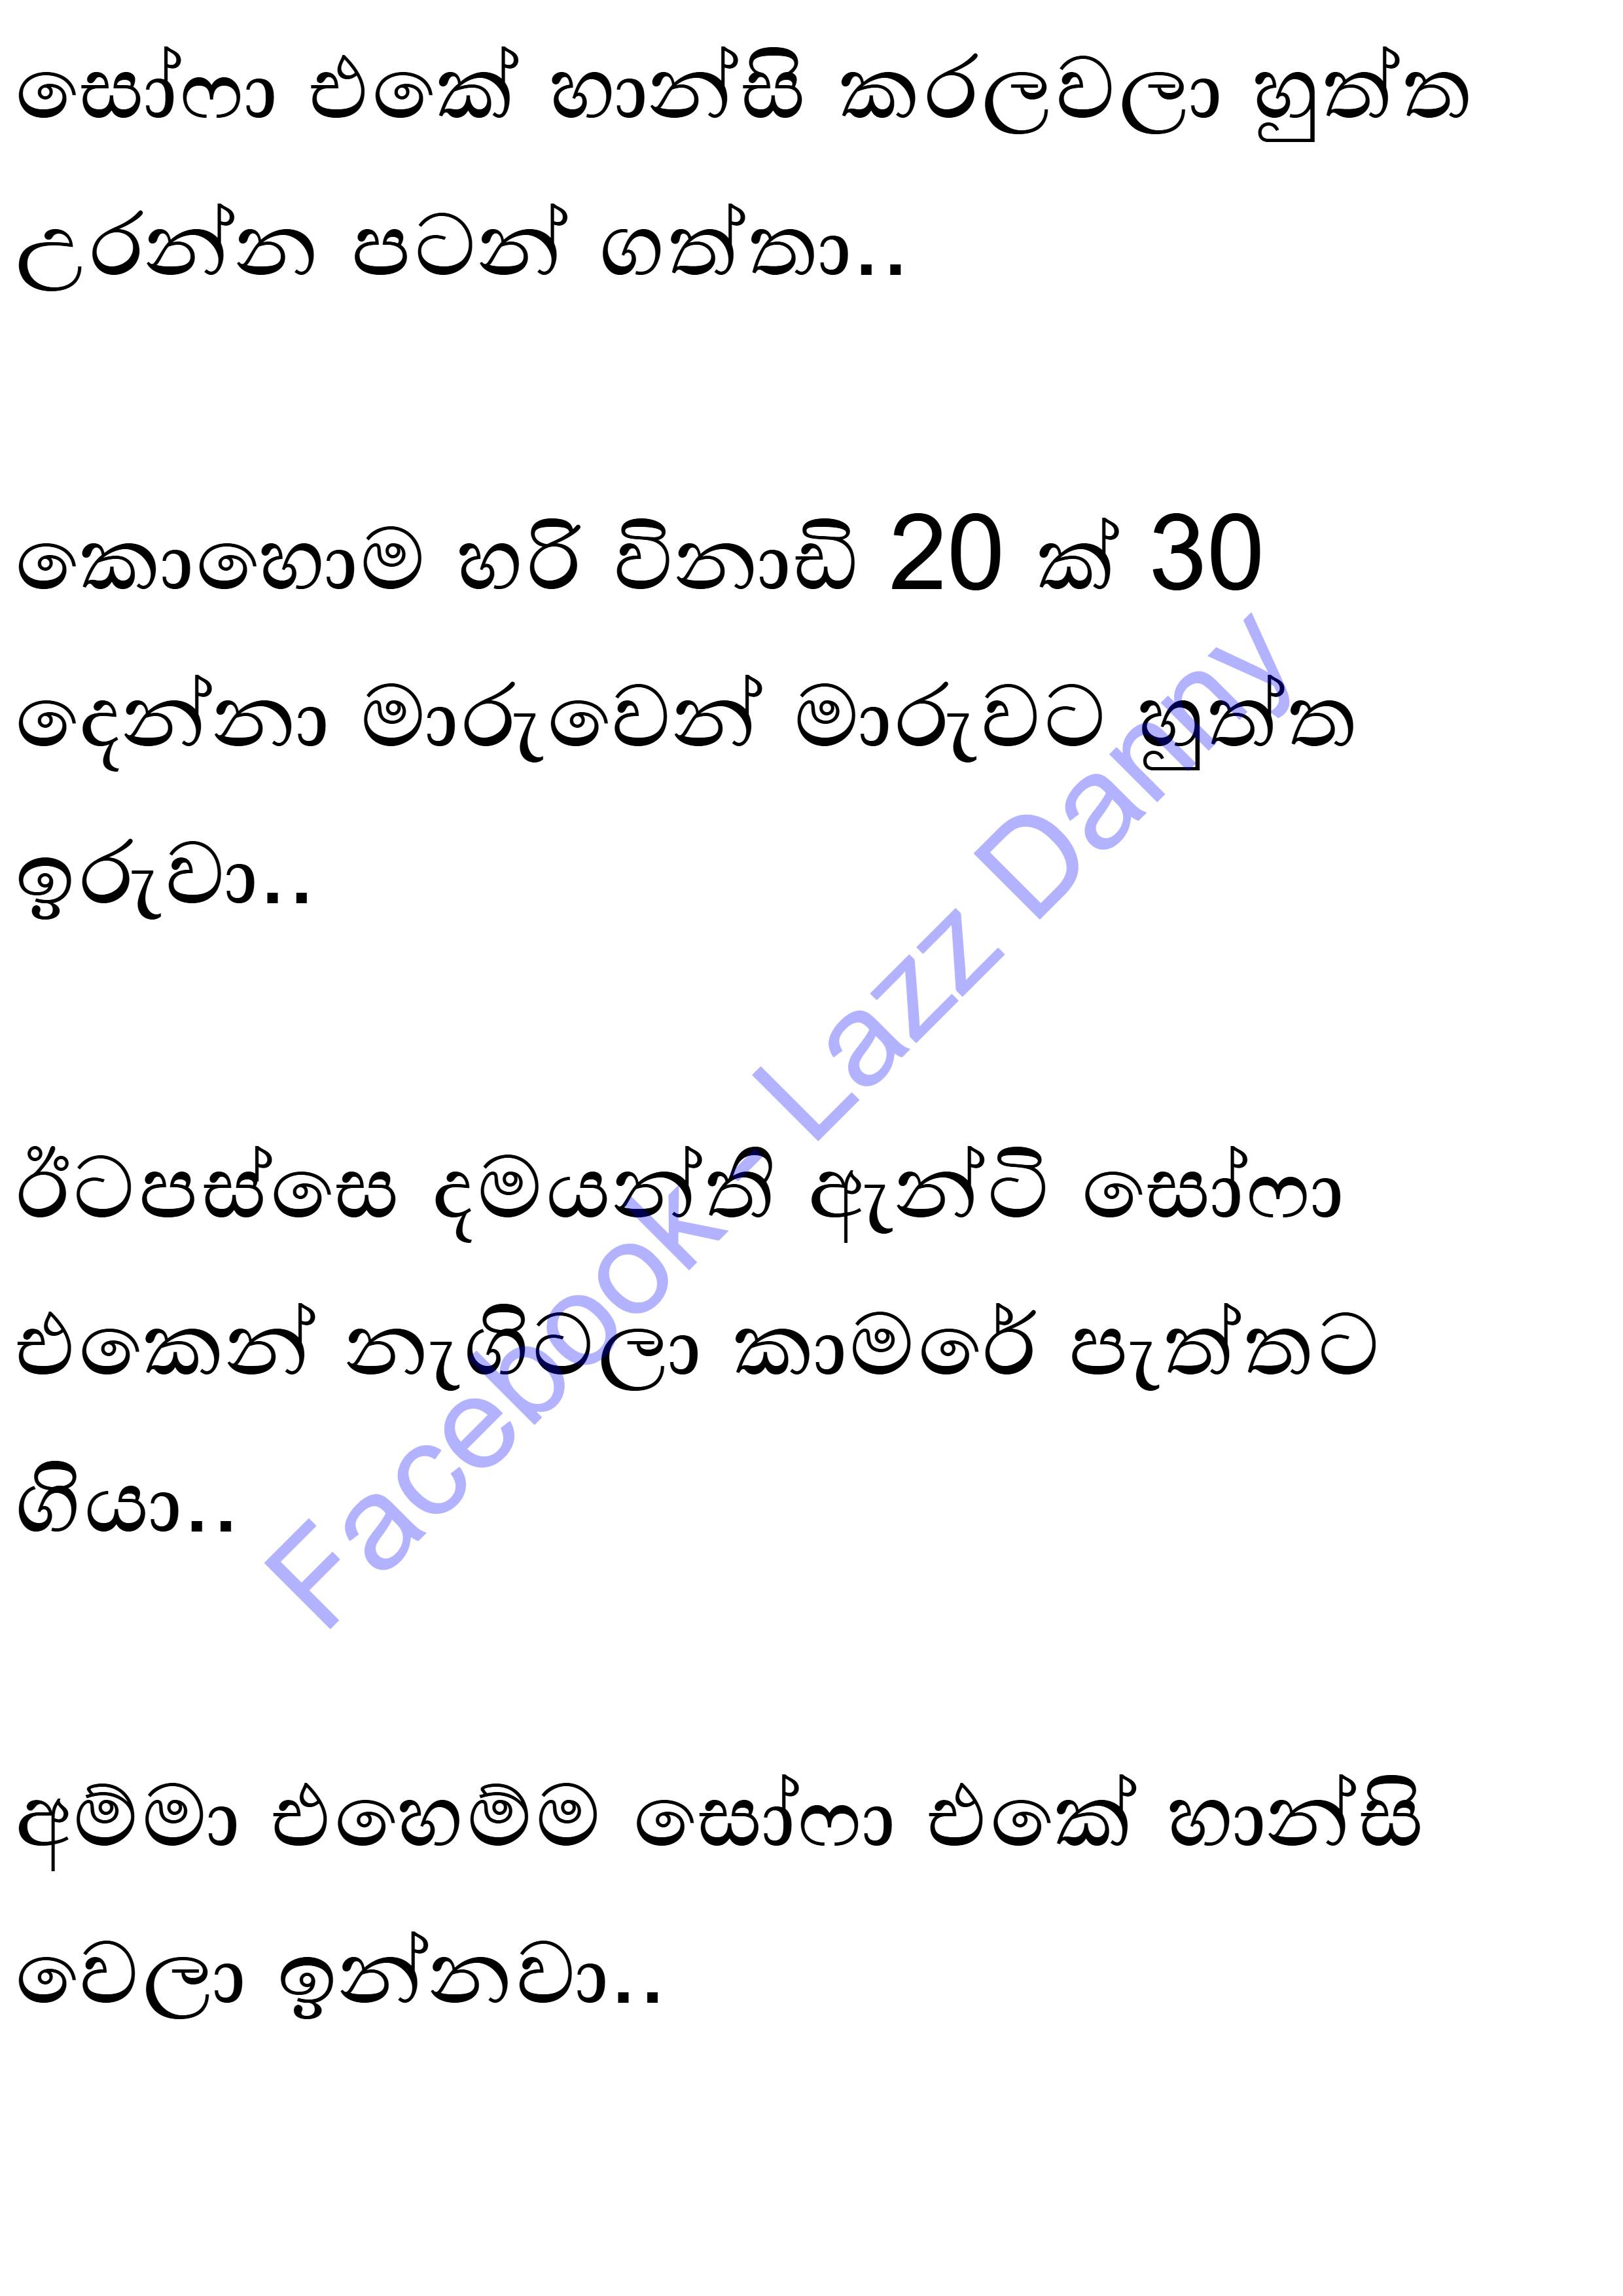 සෝෆා එකේ හාන්සි කරලවලා හුත්ත
උරන්න පටන් ගත්තා..
කොහොම හරි විනාඩි 20 ක් 30
දෙන්නා මාරුවෙන් මාරුවට හුත්ත
ඉරුවා..
ඊටපස්සෙ දමයන්ති ඇන්ටි සෝෆා
එකෙන් නැගිටලා කාමරේ පැත්තට
ගියා..
අම්මා එහෙම්ම සෝෆා එකේ හාන්සි
වෙලා ඉන්නවා..
Facebook - Lazz Danny